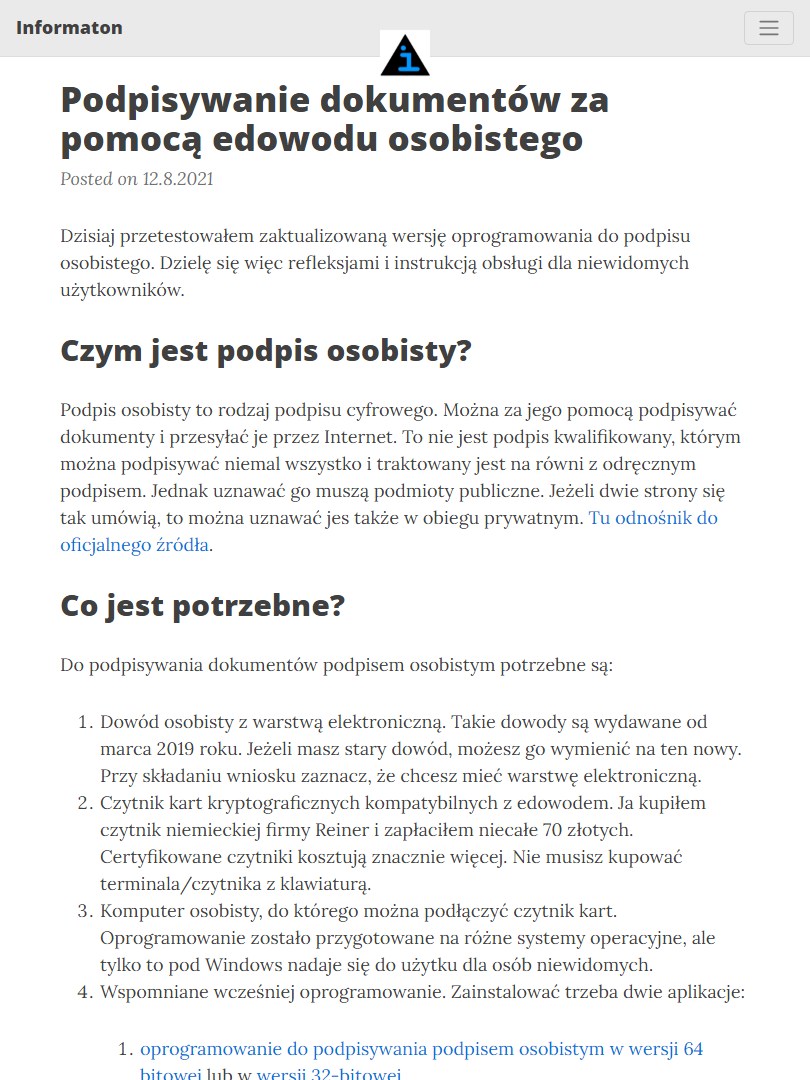 Informaton
i
Podpisywanie dokumentów za
pomocą edowodu osobistego
Posted on 12.8.2021
Dzisiaj przetestowałem zaktualizowaną wersję oprogramowania do podpisu
osobistego. Dzielę się więc refleksjami i instrukcją obsługi dla niewidomych
użytkowników.
Czym jest podpis osobisty?
Podpis osobisty to rodzaj podpisu cyfrowego. Można za jego pomocą podpisywać
dokumenty i przesyłać je przez Internet. To nie jest podpis kwalifikowany, którym
można podpisywać niemal wszystko i traktowany jest na równi z odręcznym
podpisem. Jednak uznawać go muszą podmioty publiczne. Jeżeli dwie strony się
tak umówią, to można uznawać jes także w obiegu prywatnym. Tu odnośnik do
oficjalnego źródła.
Co jest potrzebne?
Do podpisywania dokumentów podpisem osobistym potrzebne są:
1. Dowód osobisty z warstwą elektroniczną. Takie dowody są wydawane od
marca 2019 roku. Jeżeli masz stary dowód, możesz go wymienić na ten nowy.
Przy składaniu wniosku zaznacz, że chcesz mieć warstwę elektroniczną.
2. Czytnik kart kryptograficznych kompatybilnych z edowodem. Ja kupiłem
czytnik niemieckiej firmy Reiner i zapłaciłem niecałe 70 złotych.
Certyfikowane czytniki kosztują znacznie więcej. Nie musisz kupować
terminala/czytnika z klawiaturą.
3. Komputer osobisty, do którego można podłączyć czytnik kart.
Oprogramowanie zostało przygotowane na różne systemy operacyjne, ale
tylko to pod Windows nadaje się do użytku dla osób niewidomych.
4. Wspomniane wcześniej oprogramowanie. Zainstalować trzeba dwie aplikacje:
1. oprogramowanie do podpisywania podpisem osobistym w wersji 64
bitowej lub w wersji 32-bitowej